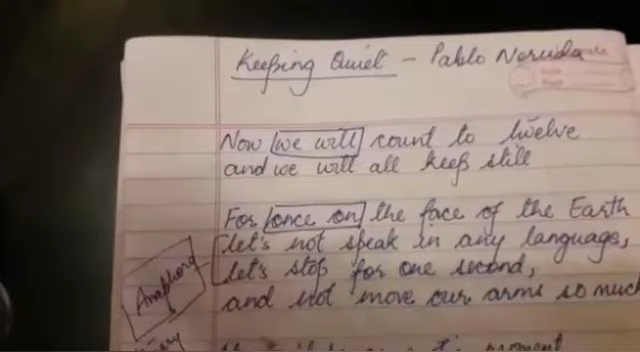 Keeping Quiet - Pablo Neruda
Now we will count to twelve
and we will all keep still
For once on the face of the Earth
let's not speak in any language,
let's stop for one second,
Anaphora
and not move our arms so much
moment